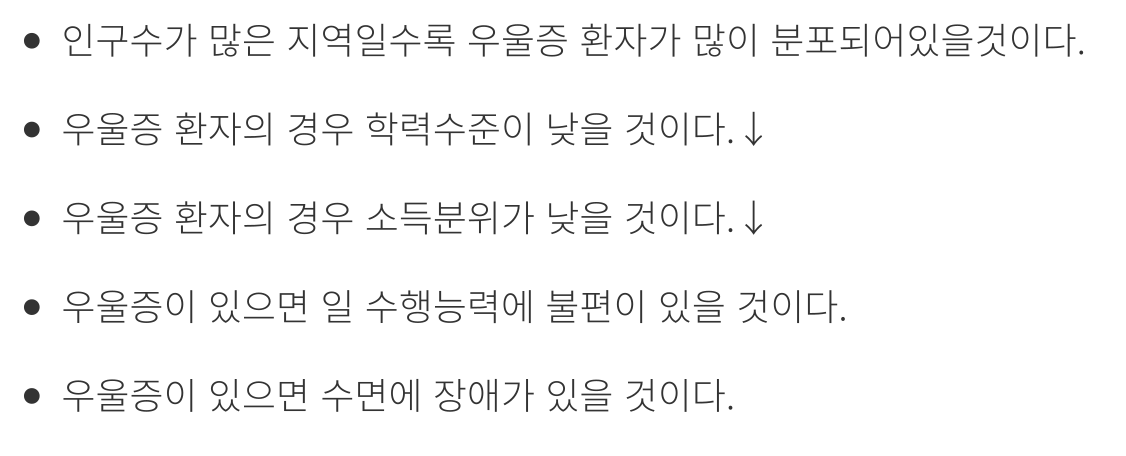 ● 인구수가 많은 지역일수록 우울증 환자가 많이 분포되어있을것이다.
● 우울증 환자의 경우 학력수준이 낮을 것이다.↓
● 우울증 환자의 경우 소득분위가 낮을 것이다.↓
● 우울증이 있으면 일 수행능력에 불편이 있을 것이다.
● 우울증이 있으면 수면에 장애가 있을 것이다.